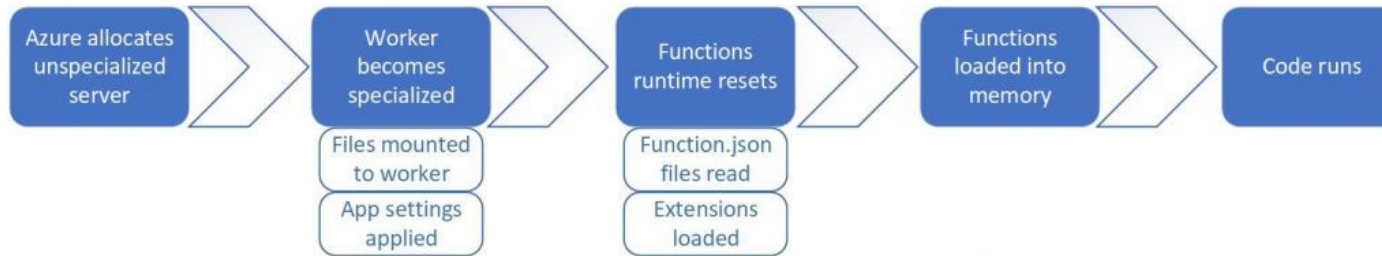 Azure allocates
unspecialized
server
Worker
becomes
specialized
Files mounted
to worker
App settings
applied
Functions
runtime resets
Function.json
files read
Extensions
loaded
Functions
loaded into
memory
Code runs